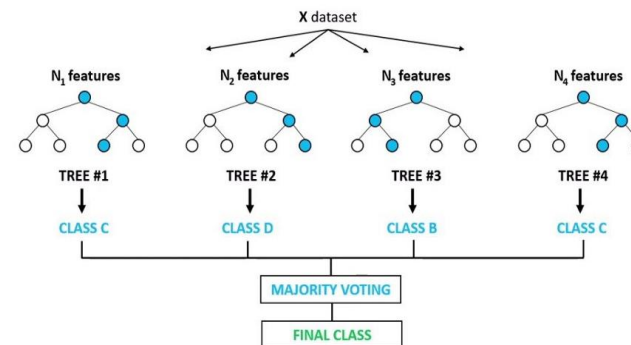 X dataset
N₁ features
N₂ features
N₃ features
N₄ features
TREE #1
TREE #2
TREE #3
TREE #4
CLASS C
CLASS D
CLASS B
CLASS C
MAJORITY VOTING
FINAL CLASS